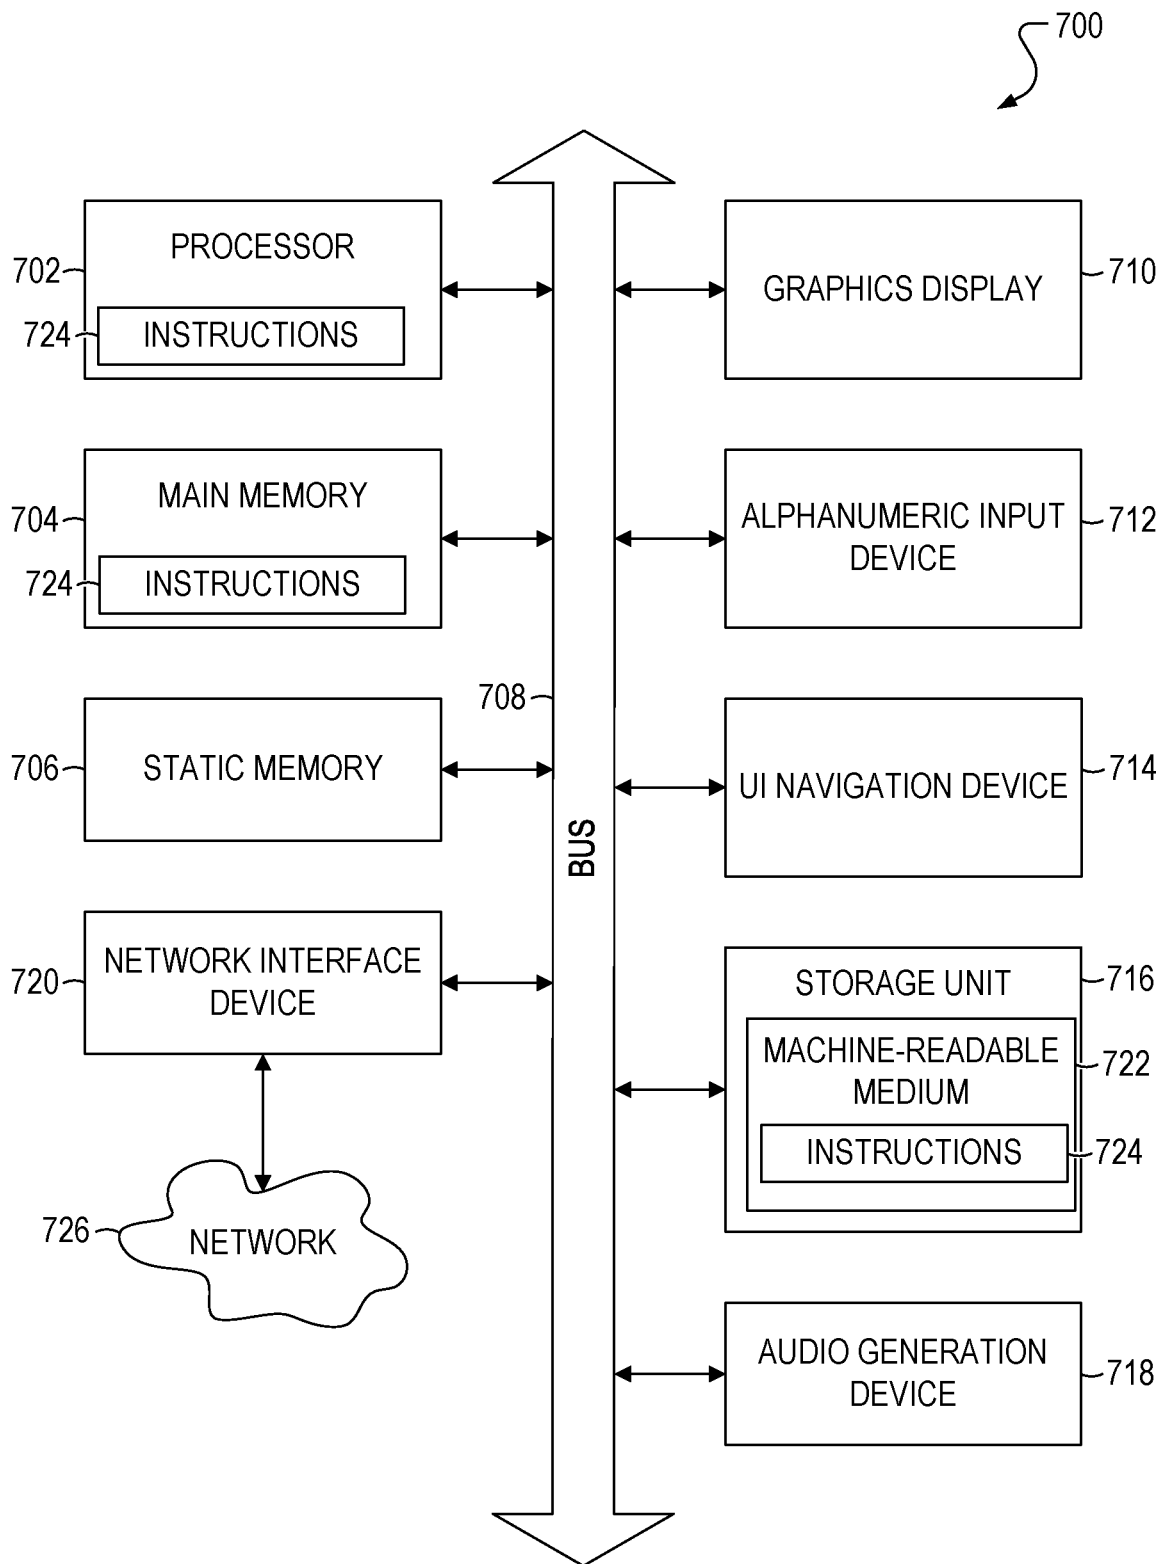 700
PROCESSOR
702
724
INSTRUCTIONS
MAIN MEMORY
704
724
INSTRUCTIONS
706
STATIC MEMORY
720
NETWORK INTERFACE
DEVICE
726
NETWORK
708
BUS
GRAPHICS DISPLAY
710
ALPHANUMERIC INPUT
DEVICE
712
UI NAVIGATION DEVICE
714
STORAGE UNIT
716
MACHINE-READABLE
MEDIUM
722
INSTRUCTIONS
724
AUDIO GENERATION
DEVICE
718